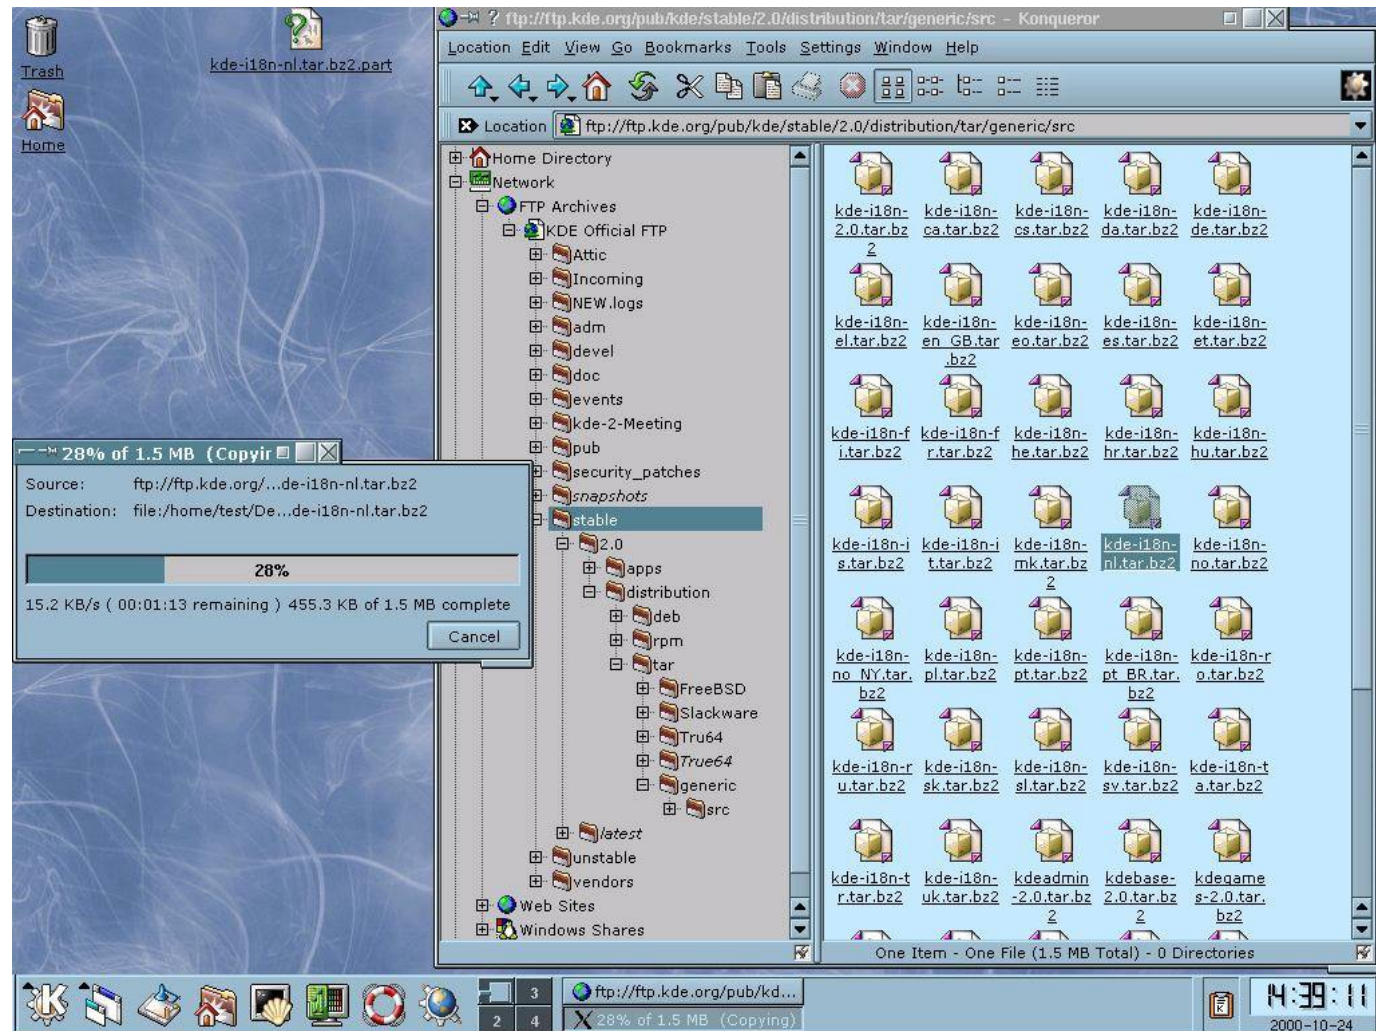 Trash
Home
kde-i18n-nl.tar.bz2.part
? ftp://ftp.kde.org/pub/kde/stable/2.0/distribution/tar/generic/src - Konqueror
Location Edit View Go Bookmarks Tools Settings Window Help
Location ftp://ftp.kde.org/pub/kde/stable/2.0/distribution/tar/generic/src
Home Directory
Network
FTP Archives
KDE Official FTP
Attic
Incoming
NEW.logs
adm
devel
doc
events
kde-2-Meeting
pub
security_patches
snapshots
stable
2.0
apps
distribution
deb
rpm
tar
FreeBSD
Slackware
Tru64
True64
generic
src
latest
unstable
vendors
Web Sites
Windows Shares
kde-i18n- kde-i18n- kde-i18n- kde-i18n- kde-i18n-
2.0.tar.bz ca.tar.bz2 cs.tar.bz2 da.tar.bz2 de.tar.bz2
2
kde-i18n- kde-i18n- kde-i18n- kde-i18n- kde-i18n-
el.tar.bz2 en_GB.tar eo.tar.bz2 es.tar.bz2 et.tar.bz2
.bz2
kde-i18n-f kde-i18n-f kde-i18n- kde-i18n- kde-i18n-
i.tar.bz2 r.tar.bz2 he.tar.bz2 hr.tar.bz2 hu.tar.bz2
kde-i18n-i kde-i18n-i kde-i18n- kde-i18n- kde-i18n-
s.tar.bz2 t.tar.bz2 mk.tar.bz nl.tar.bz2 no.tar.bz2
2
kde-i18n- kde-i18n- kde-i18n- kde-i18n- kde-i18n-r
no_NY.tar. pl.tar.bz2 pt.tar.bz2 pt_BR.tar. o.tar.bz2
bz2 bz2
kde-i18n-r kde-i18n- kde-i18n- kde-i18n- kde-i18n-t
u.tar.bz2 sk.tar.bz2 sl.tar.bz2 sv.tar.bz2 a.tar.bz2
kde-i18n-t kde-i18n- kdeadmin kdebase- kdegame
r.tar.bz2 uk.tar.bz2 -2.0.tar.bz 2.0.tar.bz s-2.0.tar.
2 2 bz2
One Item - One File (1.5 MB Total) - 0 Directories
28% of 1.5 MB (Copyir
Source: ftp://ftp.kde.org/...de-i18n-nl.tar.bz2
Destination: file:/home/test/De...de-i18n-nl.tar.bz2
28%
15.2 KB/s ( 00:01:13 remaining ) 455.3 KB of 1.5 MB complete
Cancel
K
3
2 4
ftp://ftp.kde.org/pub/kd...
X 28% of 1.5 MB (Copying)
14:39:11
2000-10-24